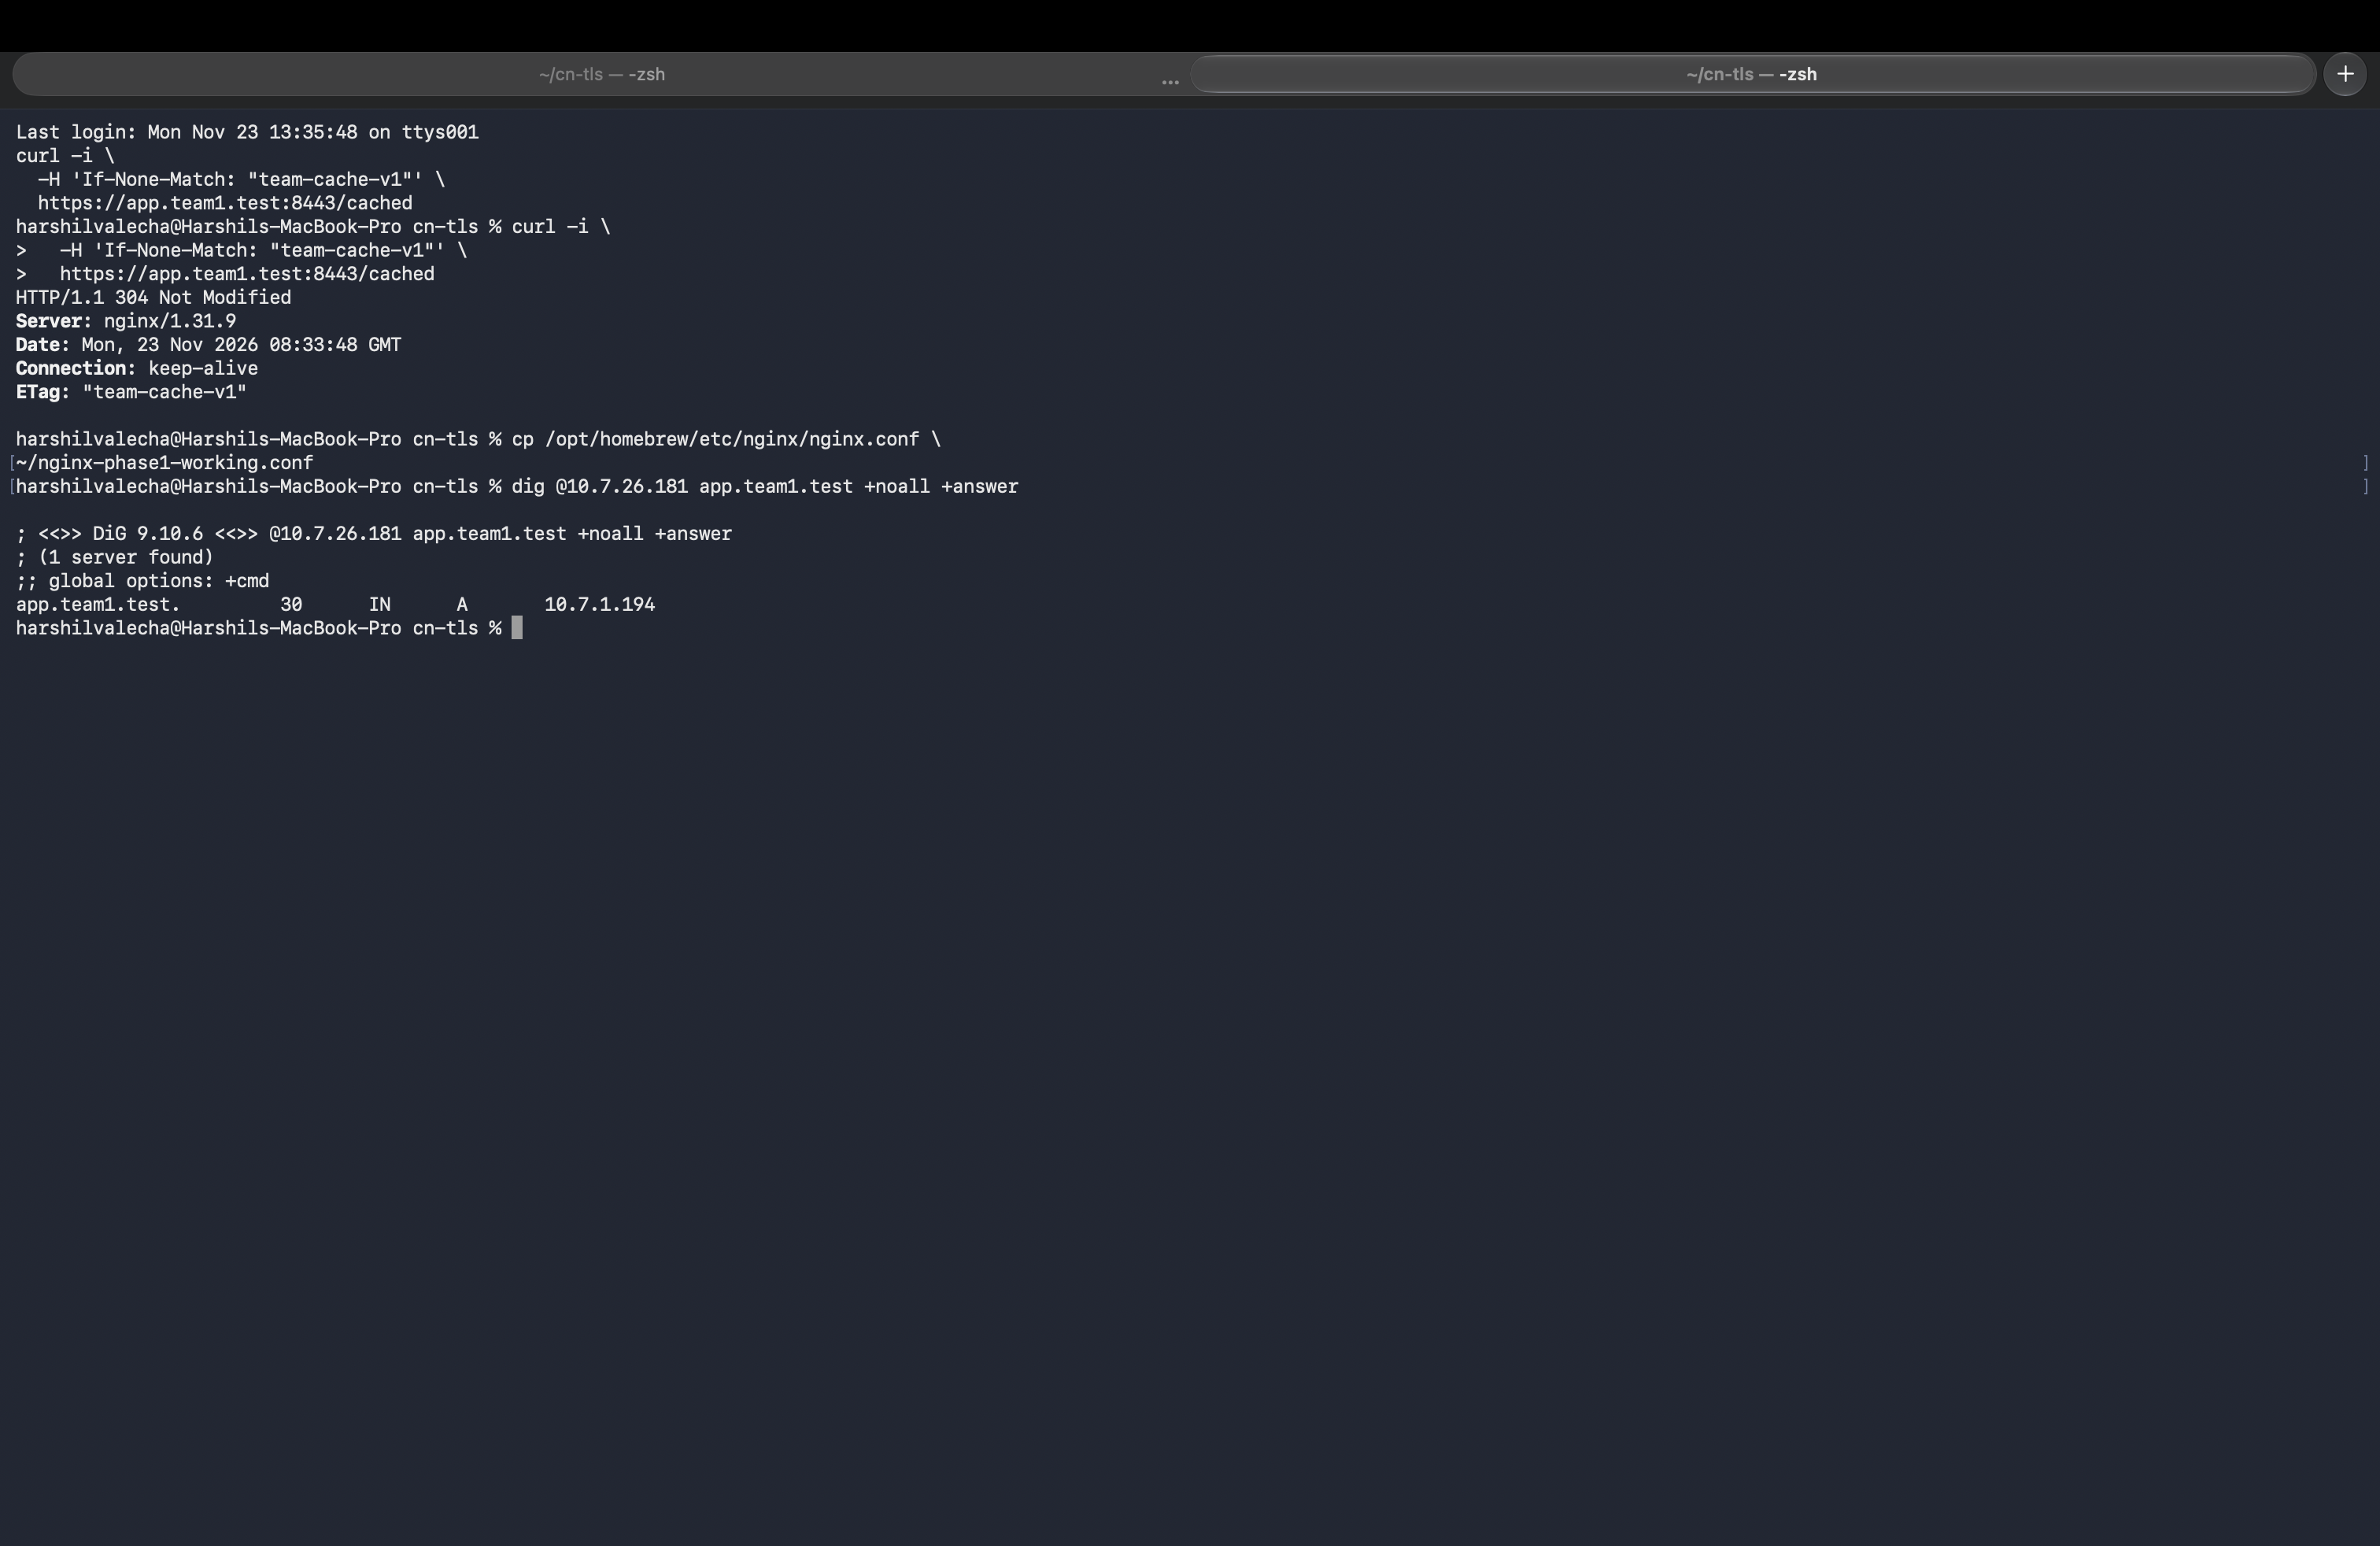 ~/cn-tls — -zsh
...
~/cn-tls — -zsh
+
Last login: Mon Nov 23 13:35:48 on ttys001
curl -i \
  -H 'If-None-Match: "team-cache-v1"' \
  https://app.team1.test:8443/cached
harshilvalecha@Harshils-MacBook-Pro cn-tls % curl -i \
>   -H 'If-None-Match: "team-cache-v1"' \
>   https://app.team1.test:8443/cached
HTTP/1.1 304 Not Modified
Server: nginx/1.31.9
Date: Mon, 23 Nov 2026 08:33:48 GMT
Connection: keep-alive
ETag: "team-cache-v1"

harshilvalecha@Harshils-MacBook-Pro cn-tls % cp /opt/homebrew/etc/nginx/nginx.conf \
[~/nginx-phase1-working.conf ]
[harshilvalecha@Harshils-MacBook-Pro cn-tls % dig @10.7.26.181 app.team1.test +noall +answer ]

; <<>> DiG 9.10.6 <<>> @10.7.26.181 app.team1.test +noall +answer
; (1 server found)
;; global options: +cmd
app.team1.test.         30      IN      A       10.7.1.194
harshilvalecha@Harshils-MacBook-Pro cn-tls %